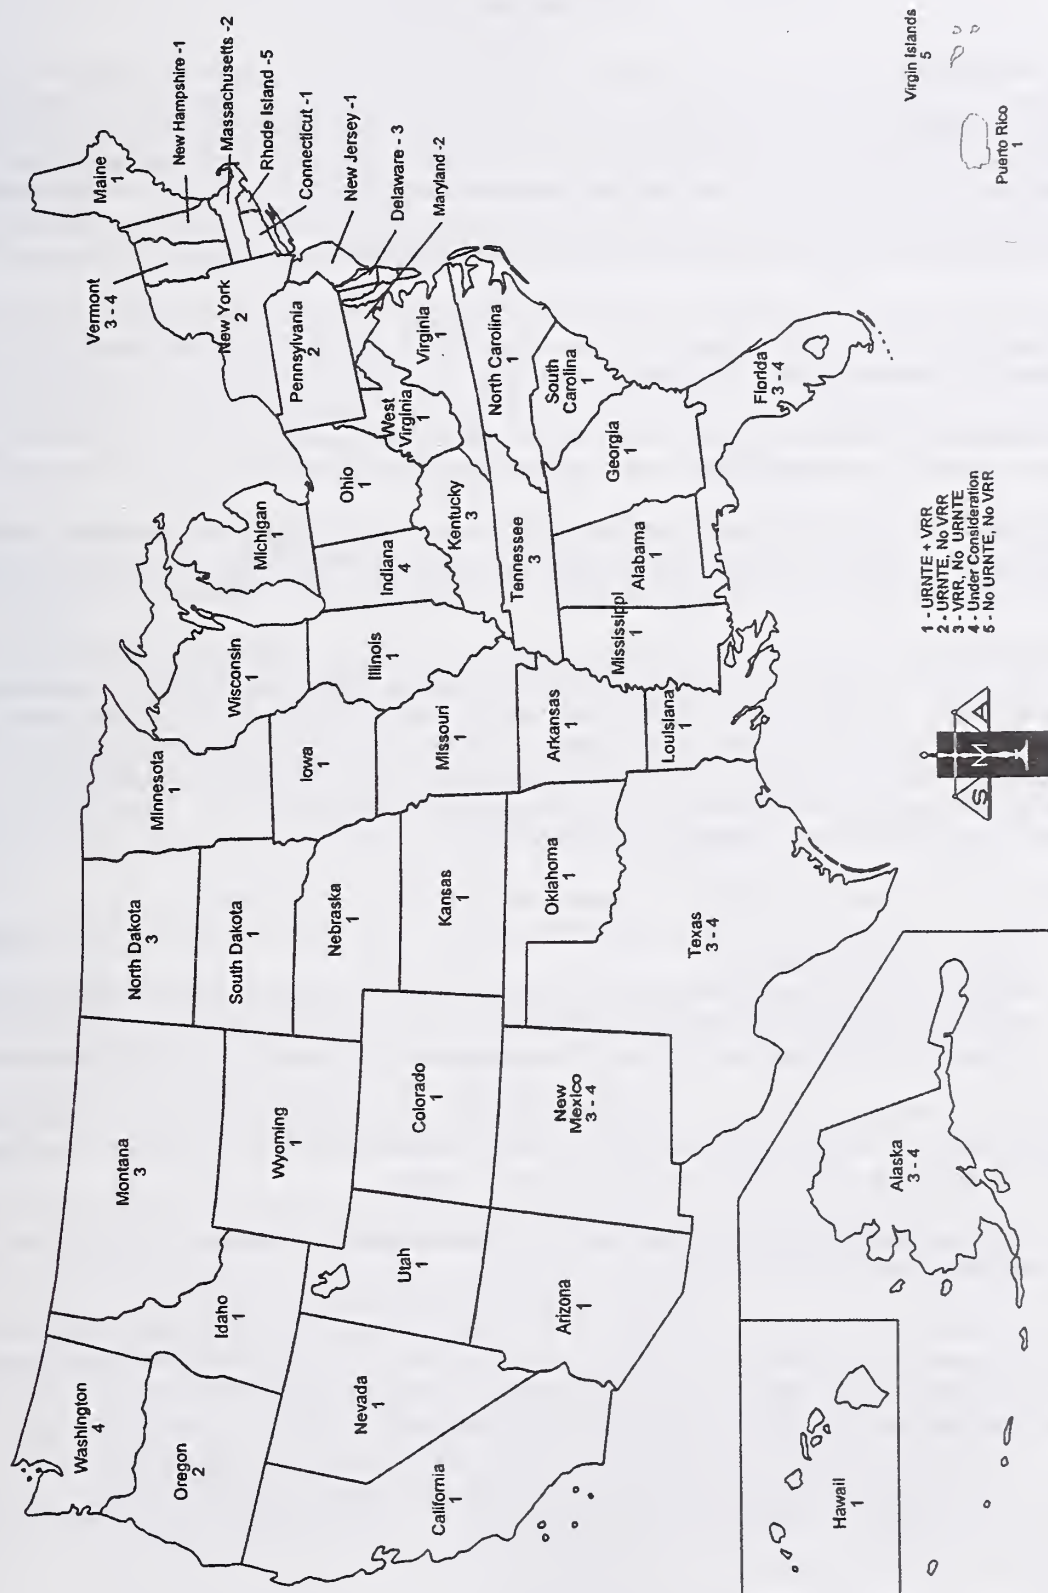 Washington
4
Oregon
2
California
1
Nevada
1
Idaho
1
Montana
3
Wyoming
1
Utah
1
Arizona
1
Colorado
1
New
Mexico
3 - 4
North Dakota
3
South Dakota
1
Nebraska
1
Kansas
1
Oklahoma
1
Texas
3 - 4
Minnesota
1
Iowa
1
Missouri
1
Arkansas
1
Louisiana
1
Wisconsin
1
Illinois
1
Michigan
1
Indiana
4
Ohio
1
Kentucky
3
Tennessee
3
Mississippi
1
Alabama
1
Georgia
1
Florida
3 - 4
South
Carolina
1
North Carolina
1
Virginia
1
West
Virginia
1
Pennsylvania
2
New York
2
Vermont
3 - 4
Maine
1
New Hampshire -1
Massachusetts -2
Rhode Island -5
Connecticut -1
New Jersey -1
Delaware - 3
Maryland -2
Hawaii
1
Alaska
3 - 4
Puerto Rico
1
Virgin Islands
5
S M A
1 - URNTE + VRR
2 - URNTE, No VRR
3 - VRR, No URNTE
4 - Under Consideration
5 - No URNTE, No VRR